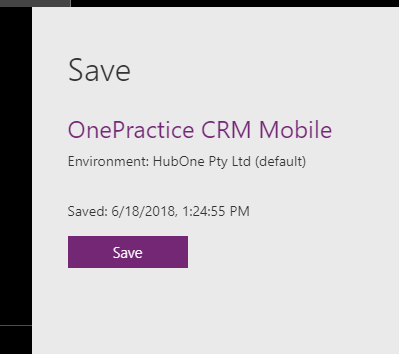 Save
OnePractice CRM Mobile
Environment: HubOne Pty Ltd (default)
Saved: 6/18/2018, 1:24:55 PM
Save